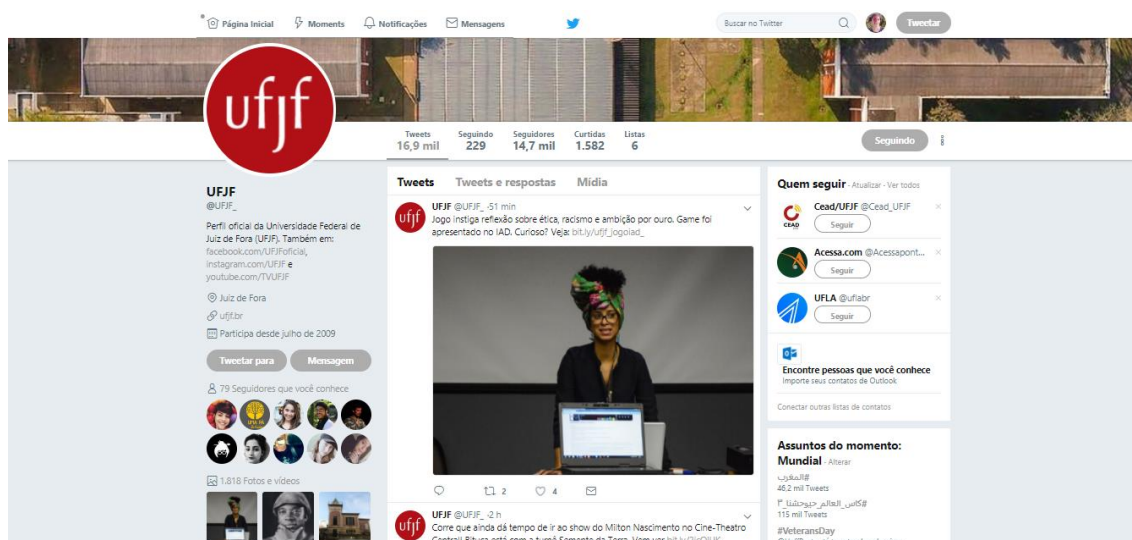 Página Inicial
Moments
Notificações
Mensagens
Buscar no Twitter
Tweetar
ufjf
Tweets
16,9 mil
Seguindo
229
Seguidores
14,7 mil
Curtidas
1.582
Listas
6
Seguindo
UFJF
@UFJF_
Perfil oficial da Universidade Federal de
Juiz de Fora (UFJF). Também em:
facebook.com/UFJFoficial,
instagram.com/UFJF e
youtube.com/TVUFJF
Juiz de Fora
ufjf.br
Participa desde julho de 2009
Tweetar para
Mensagem
79 Seguidores que você conhece
1.818 Fotos e vídeos
Tweets
Tweets e respostas
Mídia
ufjf
UFJF @UFJF_ -51 min
Jogo instiga reflexão sobre ética, racismo e ambição por ouro. Game foi
apresentado no IAD. Curioso? Veja: bit.ly/ufjf_jogoiad_
2
4
ufjf
UFJF @UFJF_ -2 h
Corre que ainda dá tempo de ir ao show do Milton Nascimento no Cine-Theatro
Quem seguir - Atualizar - Ver todos
CEAD
Cead/UFJF @Cead_UFJF
Seguir
Acessa.com @Acessapont...
Seguir
UFLA @uflabr
Seguir
Encontre pessoas que você conhece
Importe seus contatos de Outlook
Conectar outras listas de contatos
Assuntos do momento:
Mundial - Alterar
#المغرب
46,2 mil Tweets
#كاس_العالم_حيوحشنا_٣
115 mil Tweets
#VeteransDay